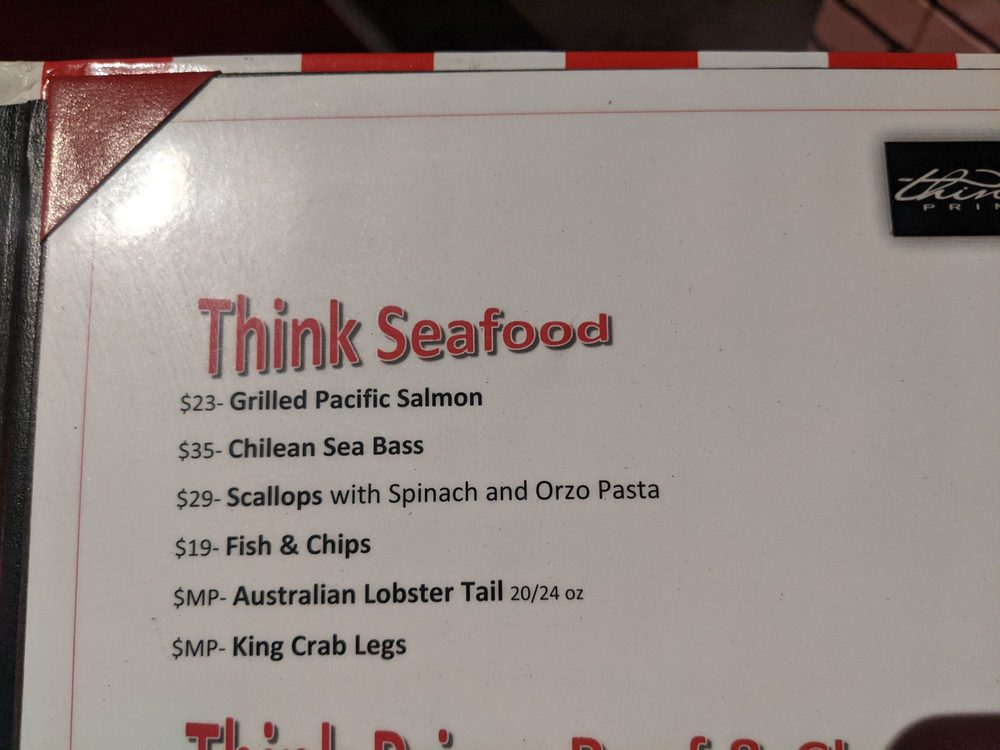 Think Seafood
$23- Grilled Pacific Salmon
$35- Chilean Sea Bass
$29- Scallops with Spinach and Orzo Pasta
$19- Fish & Chips
$MP- Australian Lobster Tail 20/24 oz
$MP- King Crab Legs
Think